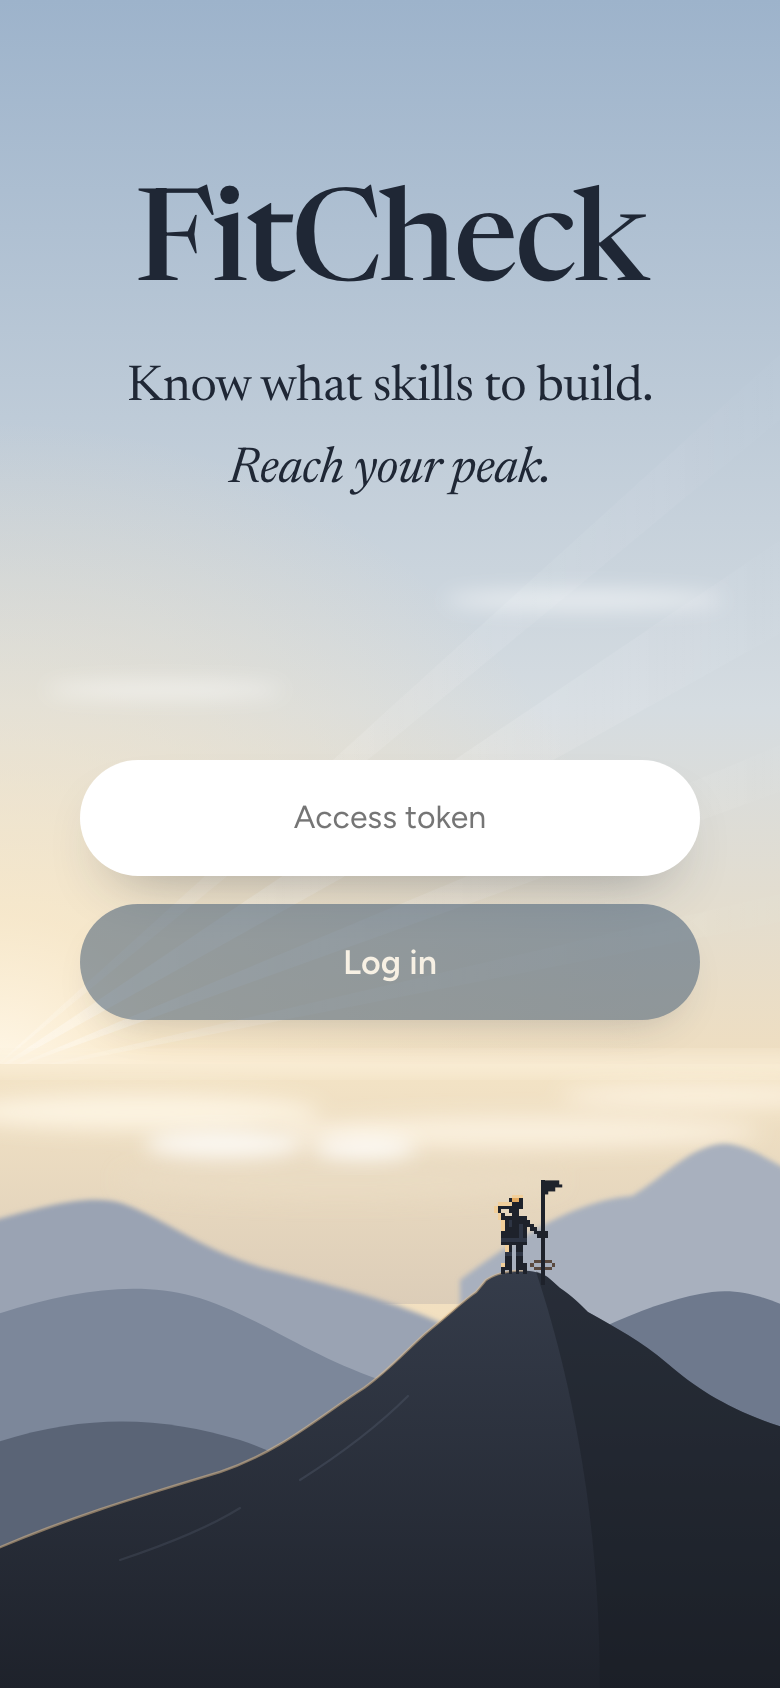 FitCheck
Know what skills to build.
Reach your peak.
Access token
Log in